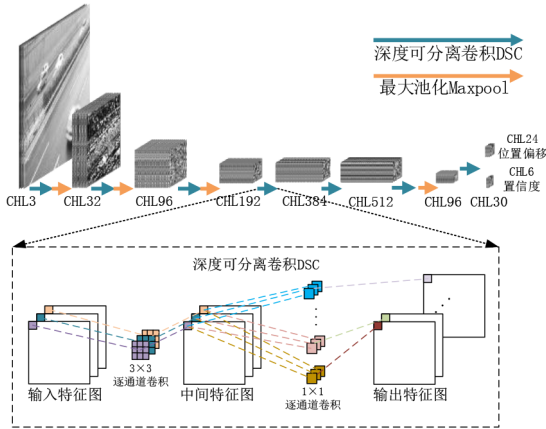 深度可分离卷积DSC
最大池化Maxpool
CHL24
位置偏移
CHL6
置信度
CHL3
CHL32
CHL96
CHL192
CHL384
CHL512
CHL96
CHL30
深度可分离卷积DSC
3×3
逐通道卷积
1×1
逐通道卷积
输入特征图
中间特征图
输出特征图